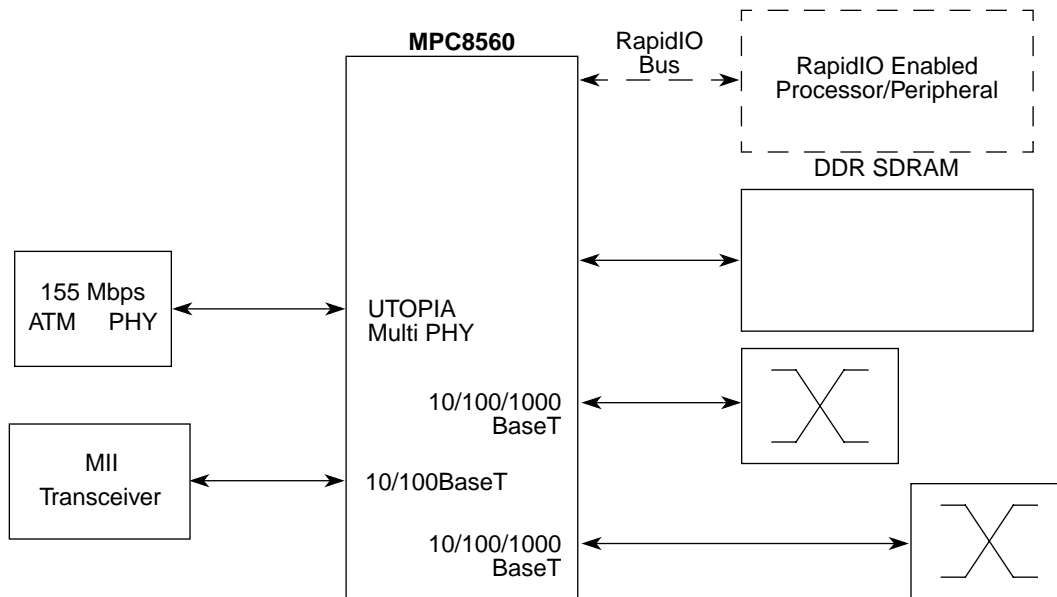 MPC8560
RapidIO
Bus
RapidIO Enabled
Processor/Peripheral
DDR SDRAM
155 Mbps
ATM PHY
UTOPIA
Multi PHY
10/100/1000
BaseT
MII
Transceiver
10/100BaseT
10/100/1000
BaseT